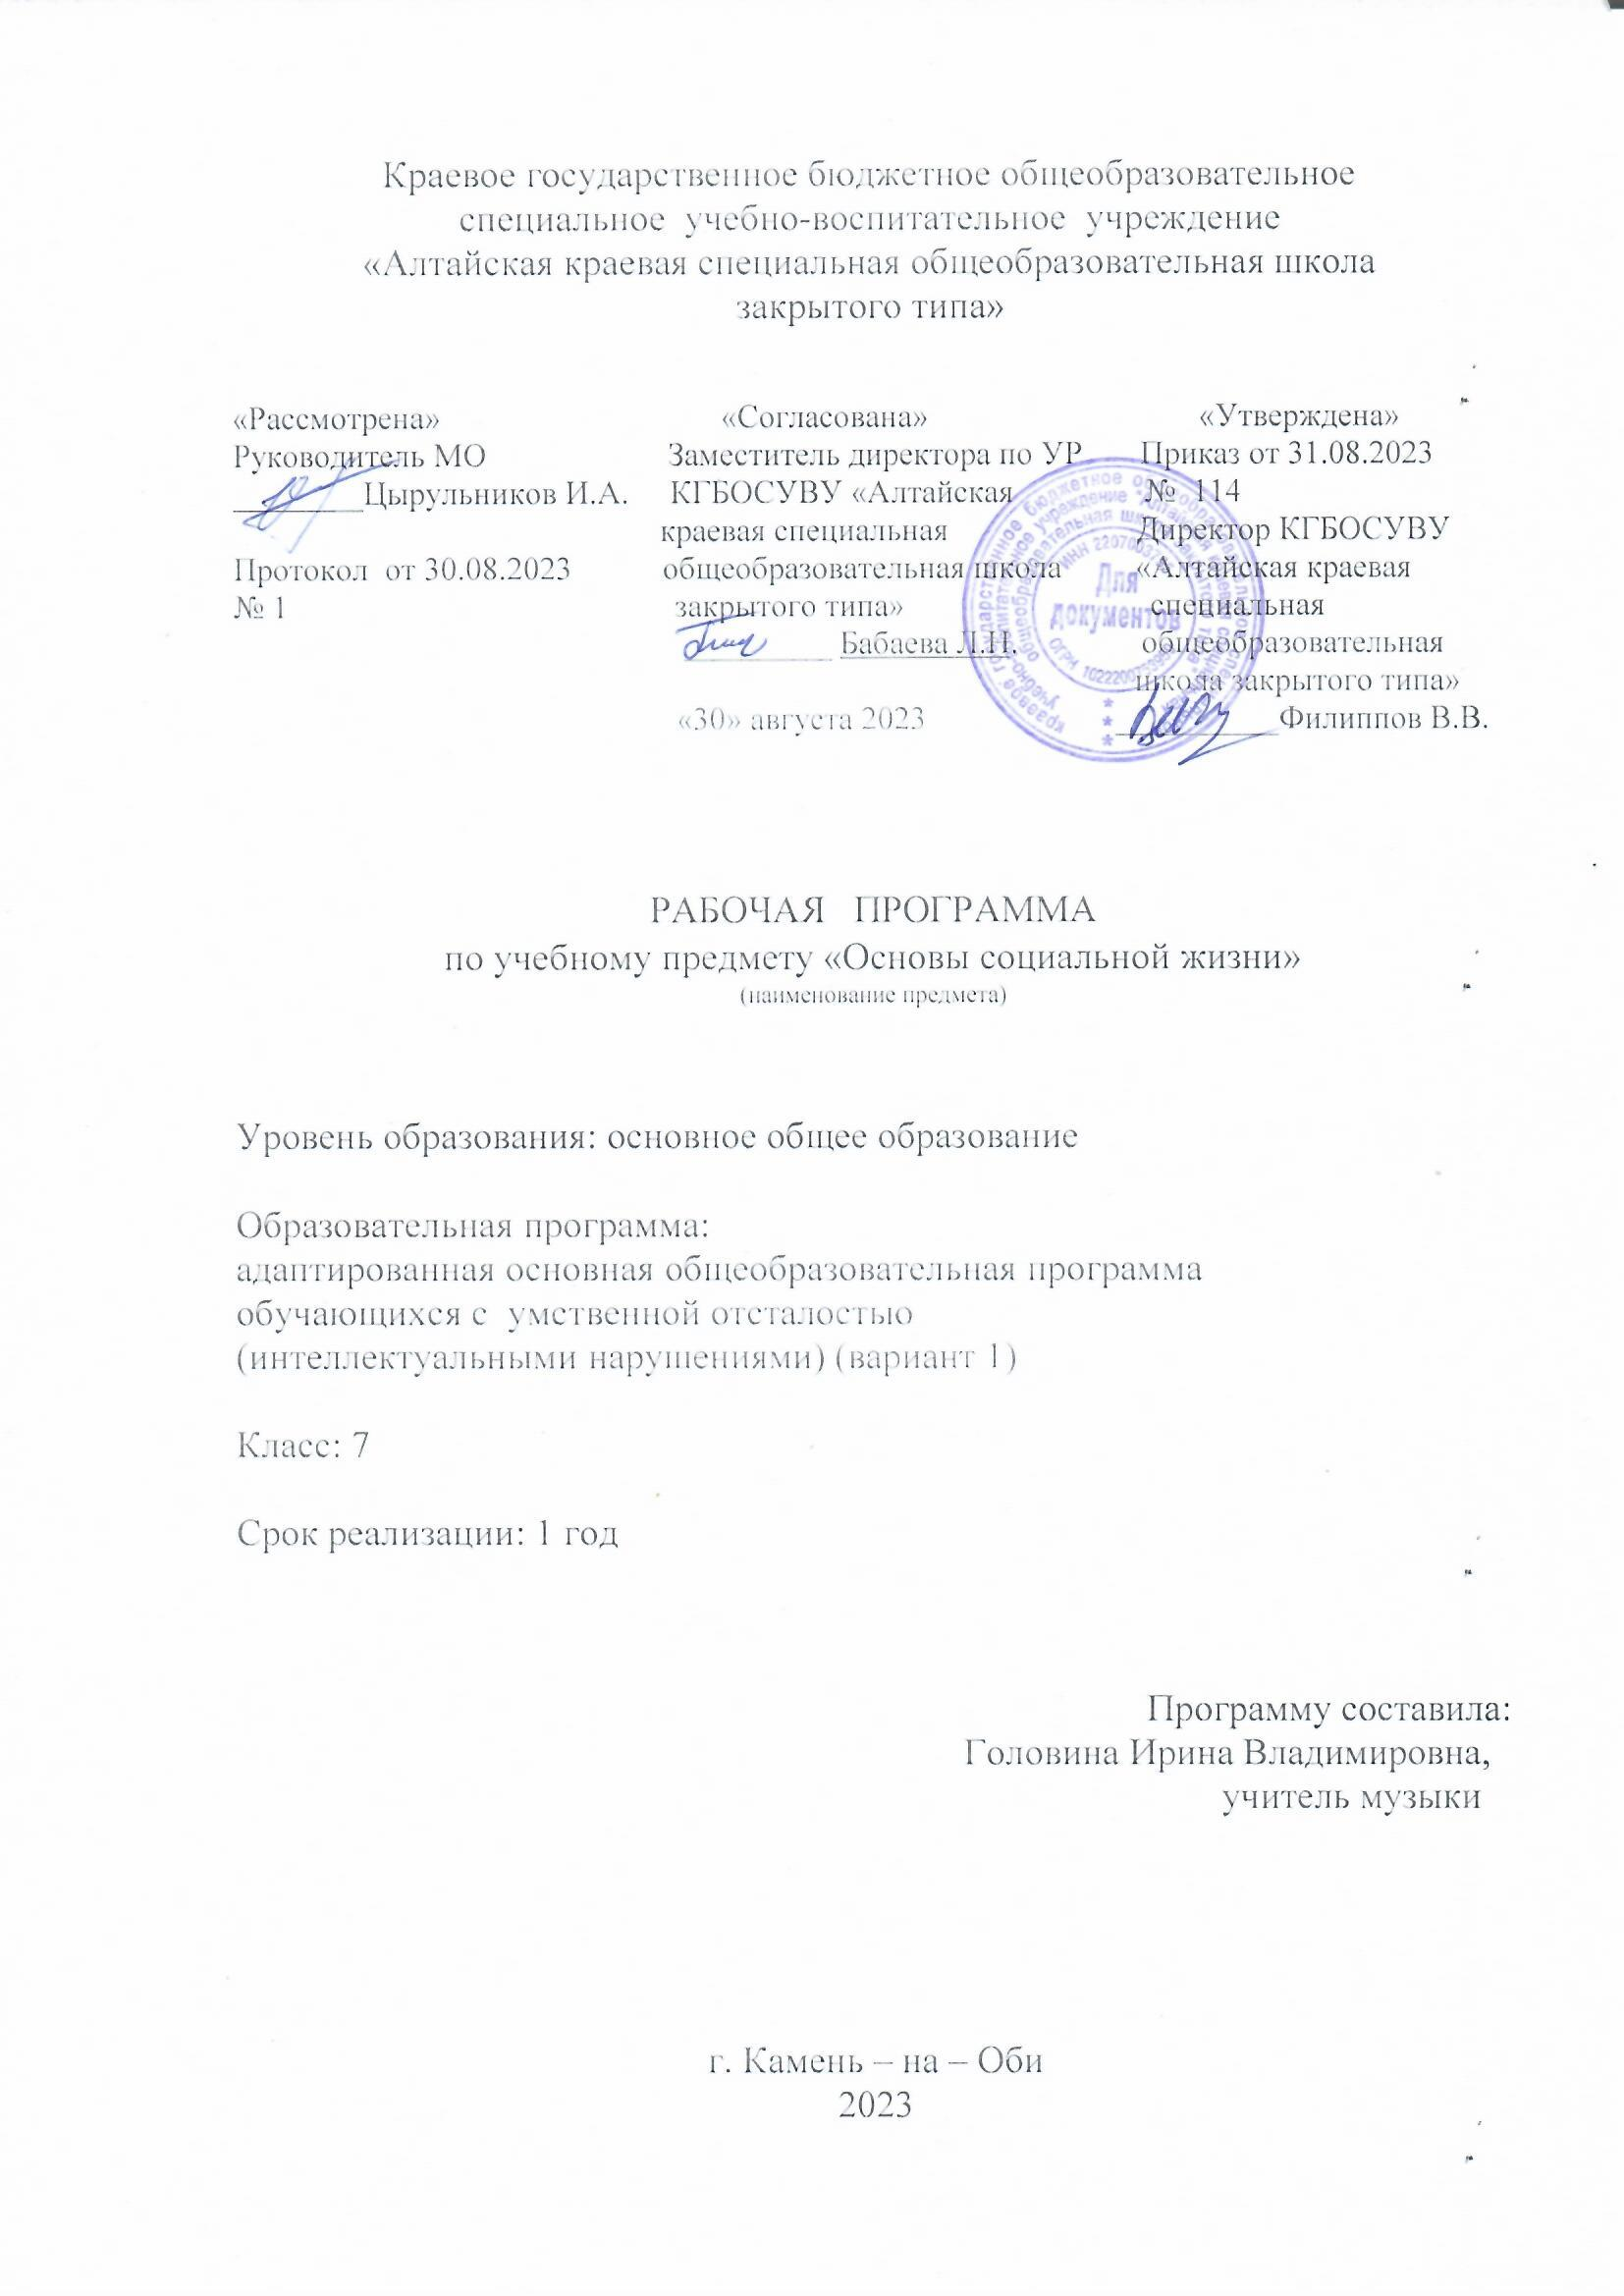 Краевое государственное бюджетное общеобразовательное
специальное учебно-воспитательное учреждение
«Алтайская краевая специальная общеобразовательная школа
закрытого типа»
«Рассмотрена»
Руководитель МО
Цырульников И.А.
Протокол от 30.08.2023
№ 1
«Согласована»
Заместитель директора по УР
КГБОСУВУ «Алтайская
краевая специальная
общеобразовательная школа
закрытого типа»
Бабаева Л.Н.
«30» августа 2023
«Утверждена»
Приказ от 31.08.2023
№ 114
Директор КГБОСУВУ
«Алтайская краевая
специальная
общеобразовательная
школа закрытого типа»
Филиппов В.В.
Для
документов
РАБОЧАЯ ПРОГРАММА
по учебному предмету «Основы социальной жизни»
(наименование предмета)
Уровень образования: основное общее образование
Образовательная программа:
адаптированная основная общеобразовательная программа
обучающихся с умственной отсталостью
(интеллектуальными нарушениями) (вариант 1)
Класс: 7
Срок реализации: 1 год
Программу составила:
Головина Ирина Владимировна,
учитель музыки
г. Камень – на – Оби
2023